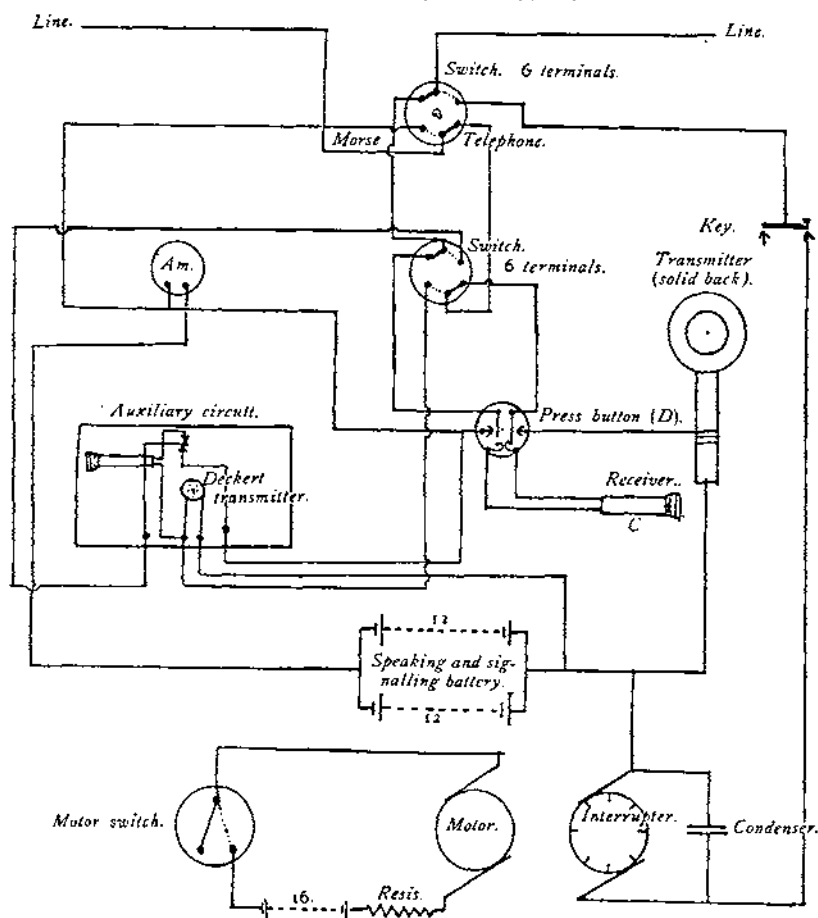 Line.
Line.
Switch. 6 terminals.
Morse
Telephone.
Key.
Switch.
6 terminals.
Am.
Transmitter
(solid back).
Auxiliary circuit.
Press button (D).
Deckert
transmitter.
Receiver.
C
12
Speaking and sig-
nalling battery.
12
Motor switch.
Motor.
Interrupter.
Condenser.
16.
Resis.